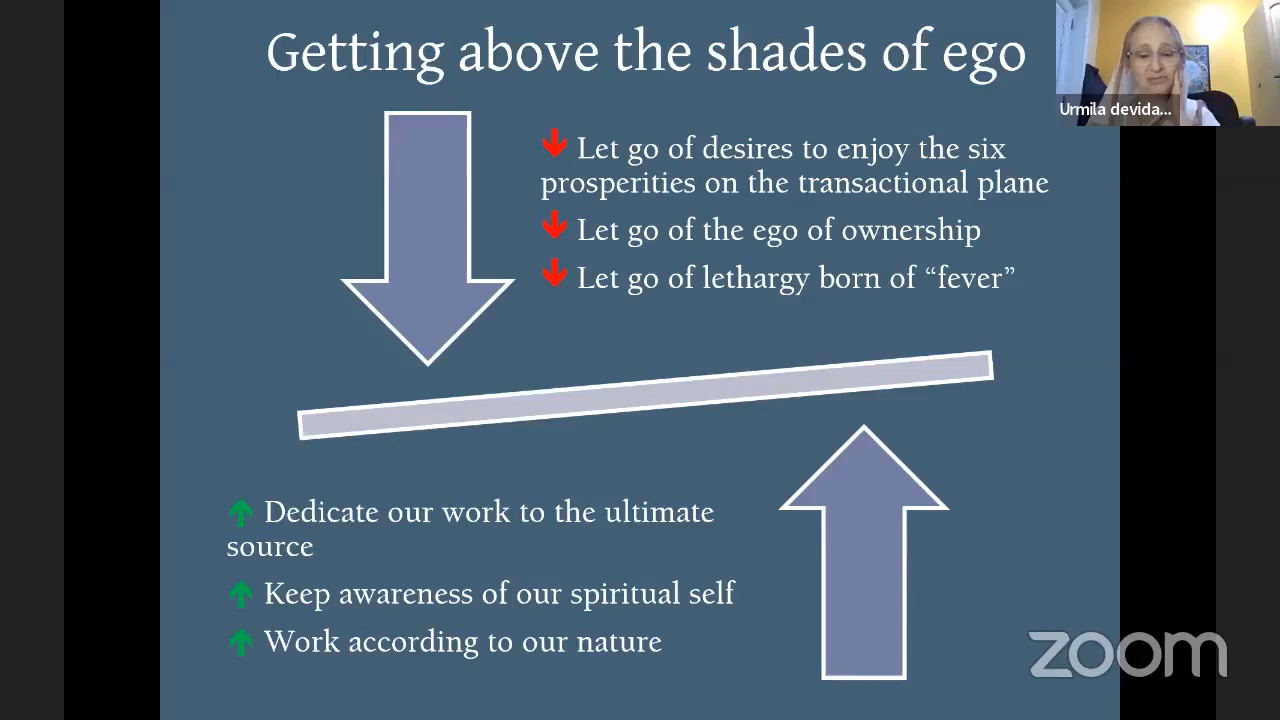 Getting above the shades of ego
Urmila devida...
Let go of desires to enjoy the six
prosperities on the transactional plane
Let go of the ego of ownership
Let go of lethargy born of “fever”
Dedicate our work to the ultimate
source
Keep awareness of our spiritual self
Work according to our nature
zoom